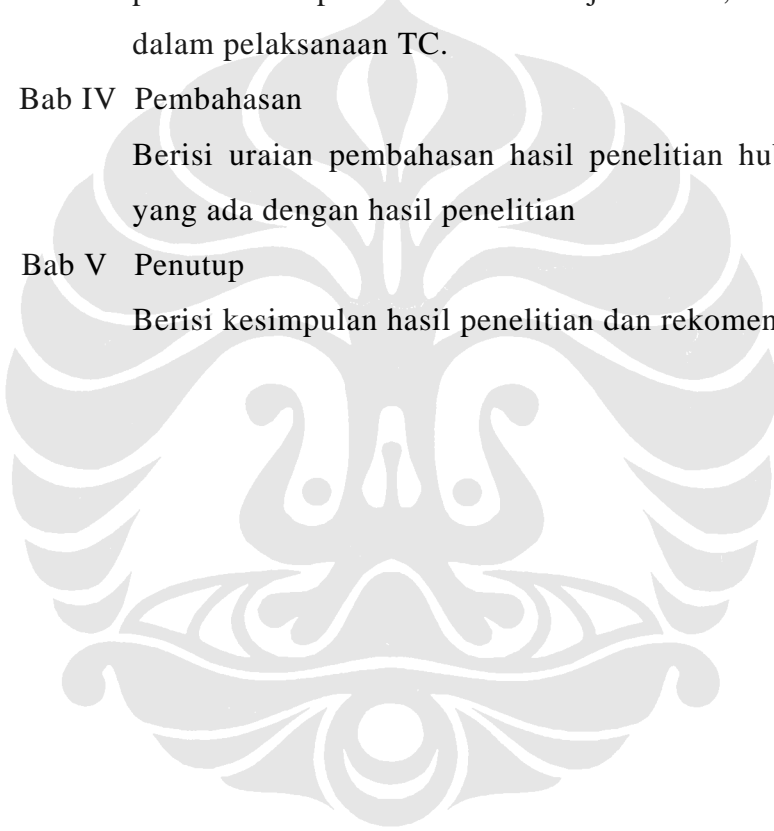 dalam pelaksanaan TC.
Bab IV Pembahasan
Berisi uraian pembahasan hasil penelitian
yang ada dengan hasil penelitian
Bab V Penutup
Berisi kesimpulan hasil penelitian dan